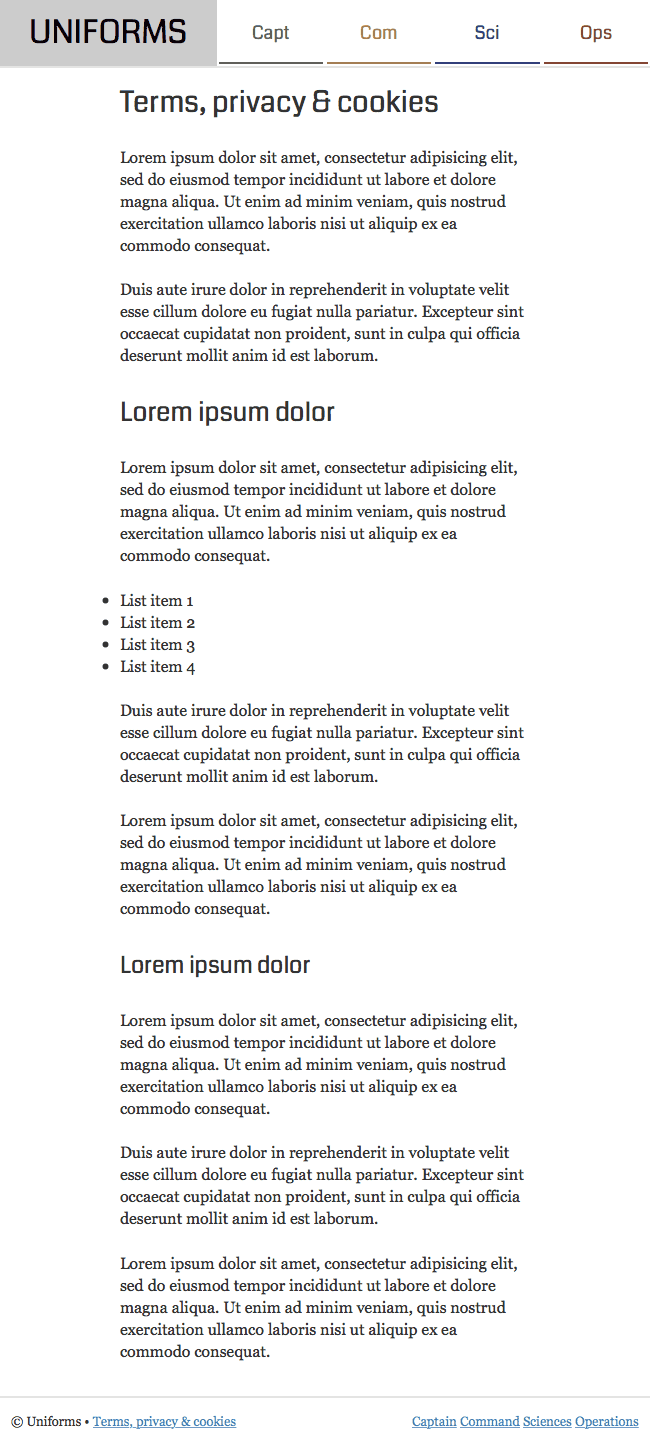 UNIFORMS Capt Com Sci Ops
Terms, privacy & cookies
Lorem ipsum dolor sit amet, consectetur adipisicing elit,
sed do eiusmod tempor incididunt ut labore et dolore
magna aliqua. Ut enim ad minim veniam, quis nostrud
exercitation ullamco laboris nisi ut aliquip ex ea
commodo consequat.
Duis aute irure dolor in reprehenderit in voluptate velit
esse cillum dolore eu fugiat nulla pariatur. Excepteur sint
occaecat cupidatat non proident, sunt in culpa qui officia
deserunt mollit anim id est laborum.
Lorem ipsum dolor
Lorem ipsum dolor sit amet, consectetur adipisicing elit,
sed do eiusmod tempor incididunt ut labore et dolore
magna aliqua. Ut enim ad minim veniam, quis nostrud
exercitation ullamco laboris nisi ut aliquip ex ea
commodo consequat.
• List item 1
• List item 2
• List item 3
• List item 4
Duis aute irure dolor in reprehenderit in voluptate velit
esse cillum dolore eu fugiat nulla pariatur. Excepteur sint
occaecat cupidatat non proident, sunt in culpa qui officia
deserunt mollit anim id est laborum.
Lorem ipsum dolor sit amet, consectetur adipisicing elit,
sed do eiusmod tempor incididunt ut labore et dolore
magna aliqua. Ut enim ad minim veniam, quis nostrud
exercitation ullamco laboris nisi ut aliquip ex ea
commodo consequat.
Lorem ipsum dolor
Lorem ipsum dolor sit amet, consectetur adipisicing elit,
sed do eiusmod tempor incididunt ut labore et dolore
magna aliqua. Ut enim ad minim veniam, quis nostrud
exercitation ullamco laboris nisi ut aliquip ex ea
commodo consequat.
Duis aute irure dolor in reprehenderit in voluptate velit
esse cillum dolore eu fugiat nulla pariatur. Excepteur sint
occaecat cupidatat non proident, sunt in culpa qui officia
deserunt mollit anim id est laborum.
Lorem ipsum dolor sit amet, consectetur adipisicing elit,
sed do eiusmod tempor incididunt ut labore et dolore
magna aliqua. Ut enim ad minim veniam, quis nostrud
exercitation ullamco laboris nisi ut aliquip ex ea
commodo consequat.
© Uniforms • Terms, privacy & cookies Captain Command Sciences Operations